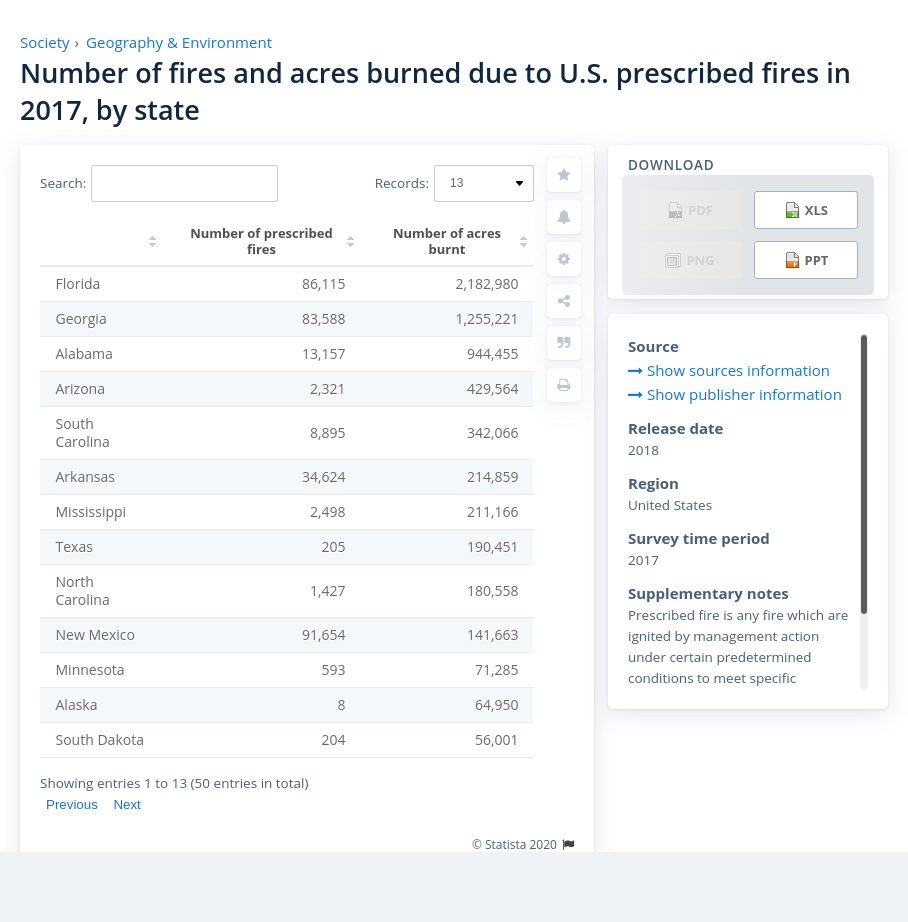 Society › Geography & Environment
Number of fires and acres burned due to U.S. prescribed fires in
2017, by state
Search:
Records: 13
Number of prescribed fires	Number of acres burnt
Florida	86,115	2,182,980
Georgia	83,588	1,255,221
Alabama	13,157	944,455
Arizona	2,321	429,564
South
Carolina	8,895	342,066
Arkansas	34,624	214,859
Mississippi	2,498	211,166
Texas	205	190,451
North
Carolina	1,427	180,558
New Mexico	91,654	141,663
Minnesota	593	71,285
Alaska	8	64,950
South Dakota	204	56,001
Showing entries 1 to 13 (50 entries in total)
Previous Next
© Statista 2020
DOWNLOAD
PDF XLS
PNG PPT
Source
Show sources information
Show publisher information
Release date
2018
Region
United States
Survey time period
2017
Supplementary notes
Prescribed fire is any fire which are
ignited by management action
under certain predetermined
conditions to meet specific